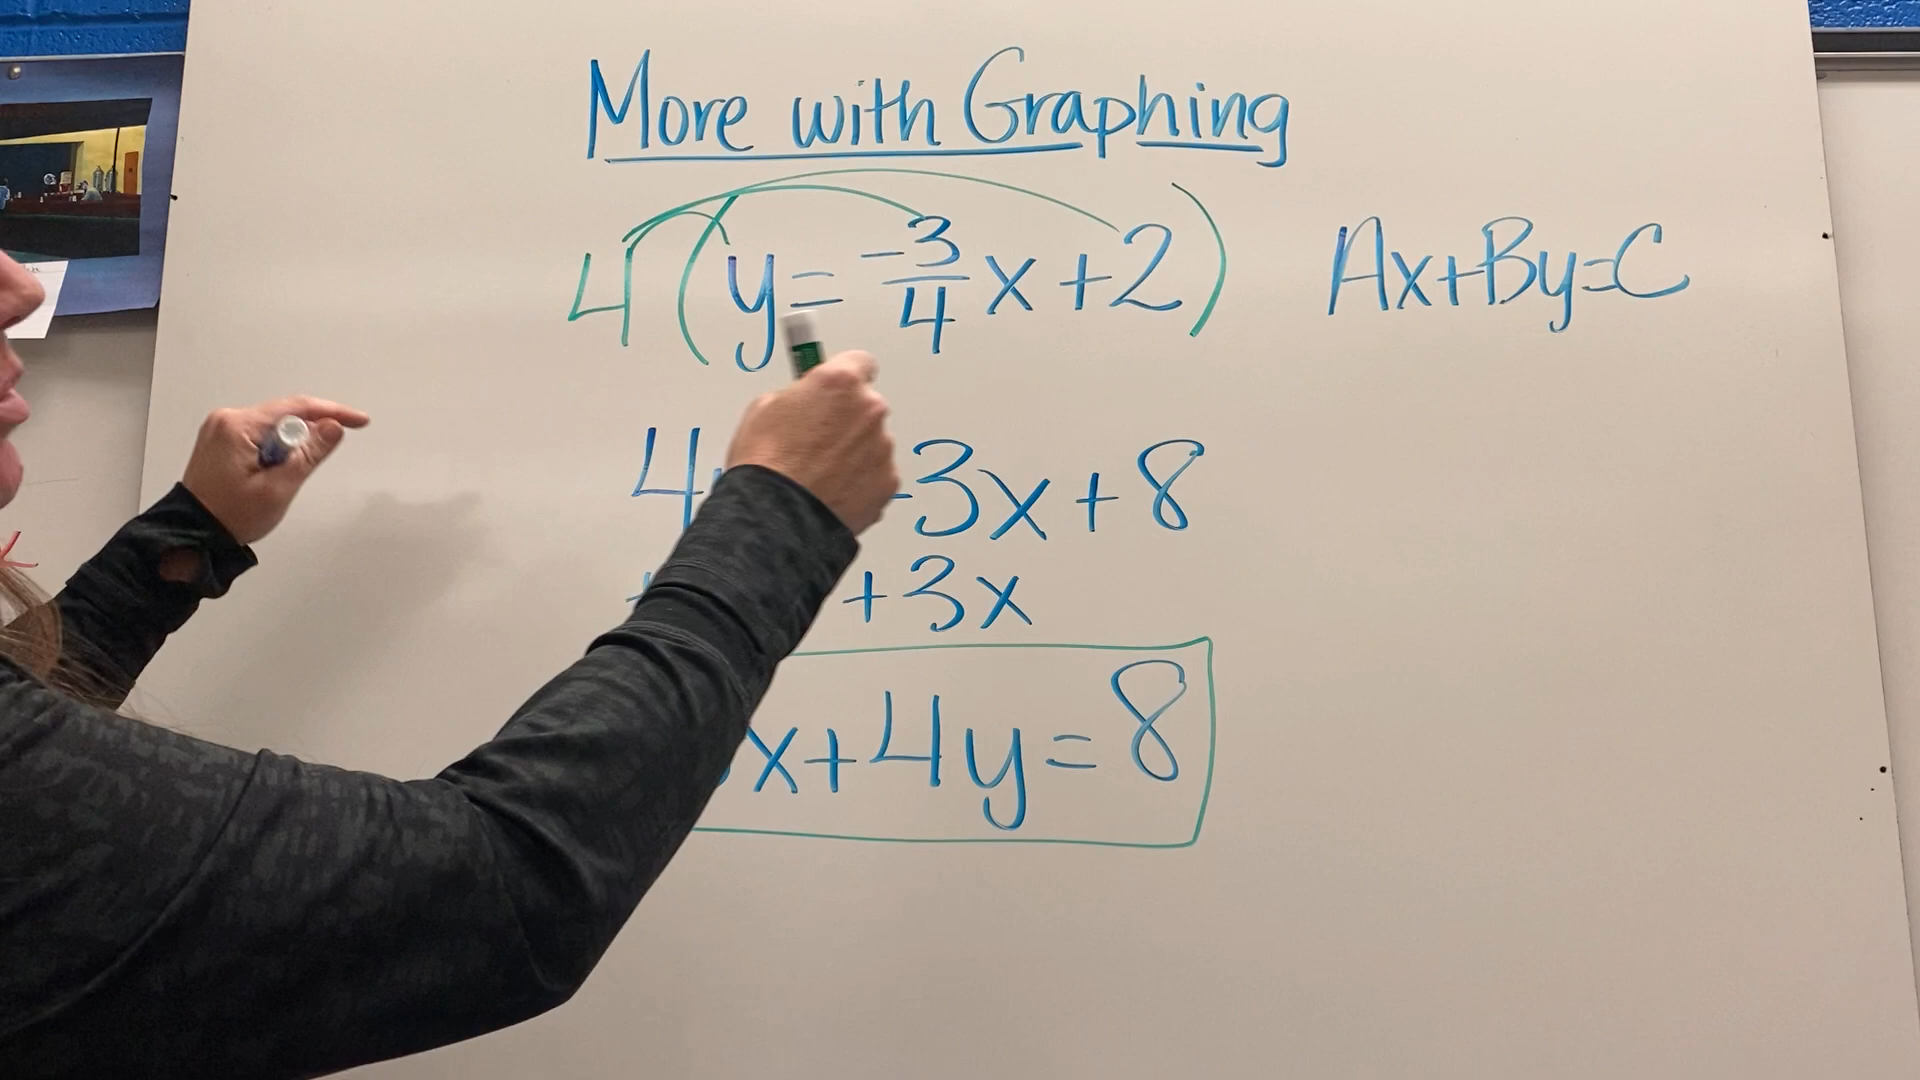 More with Graphing
4(y = -3/4 x + 2) Ax+By=C
4 -3x + 8
+ +3x
x+4y=8